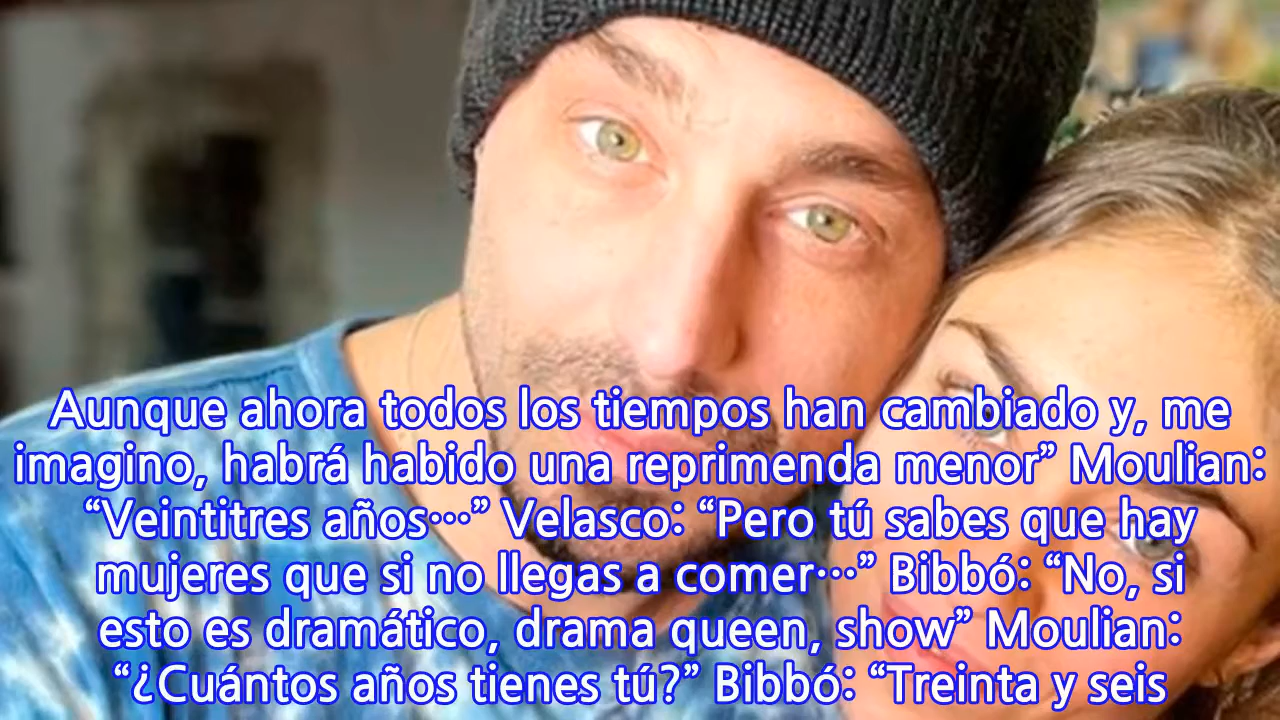 Aunque ahora todos los tiempos han cambiado y, me
imagino, habrá habido una reprimenda menor” Moulian:
“Veintitres años…” Velasco: “Pero tú sabes que hay
mujeres que si no llegas a comer…” Bibbó: “No, si
esto es dramático, drama queen, show” Moulian:
“¿Cuántos años tienes tú?” Bibbó: “Treinta y seis